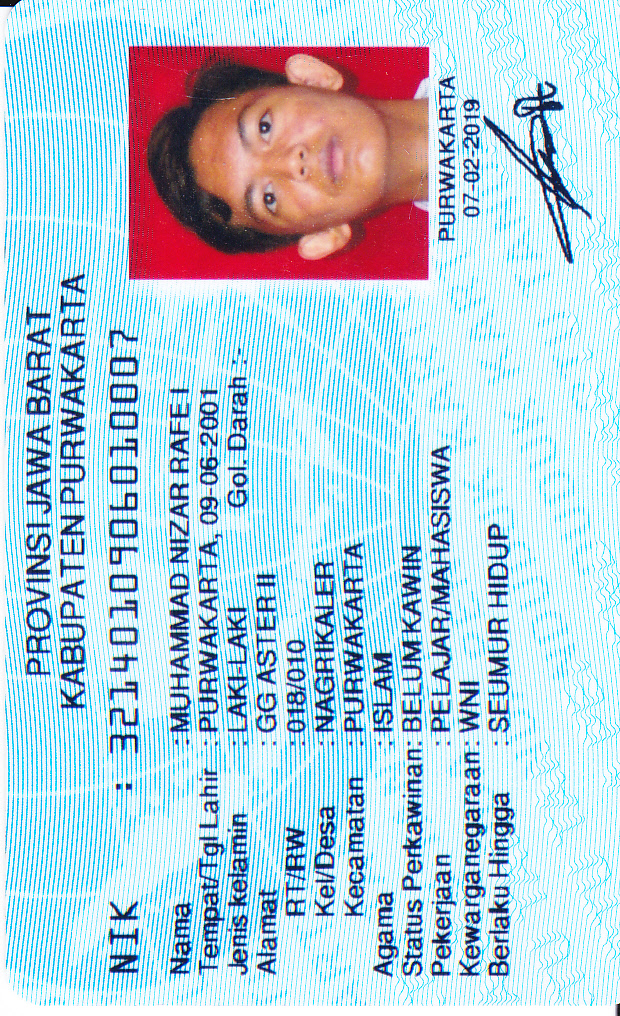 PROVINSI JAWA BARAT
KABUPATEN PURWAKARTA
NIK : 3214010906010007
Nama : MUHAMMAD NIZAR RAFE I
Tempat/Tgl Lahir : PURWAKARTA, 09-06-2001
Jenis kelamin : LAKI-LAKI Gol. Darah :-
Alamat : GG ASTER II
RT/RW : 018/010
Kel/Desa : NAGRIKALER
Kecamatan : PURWAKARTA
Agama : ISLAM
Status Perkawinan: BELUM KAWIN
Pekerjaan : PELAJAR/MAHASISWA
Kewarganegaraan: WNI
Berlaku Hingga : SEUMUR HIDUP
PURWAKARTA
07-02-2019